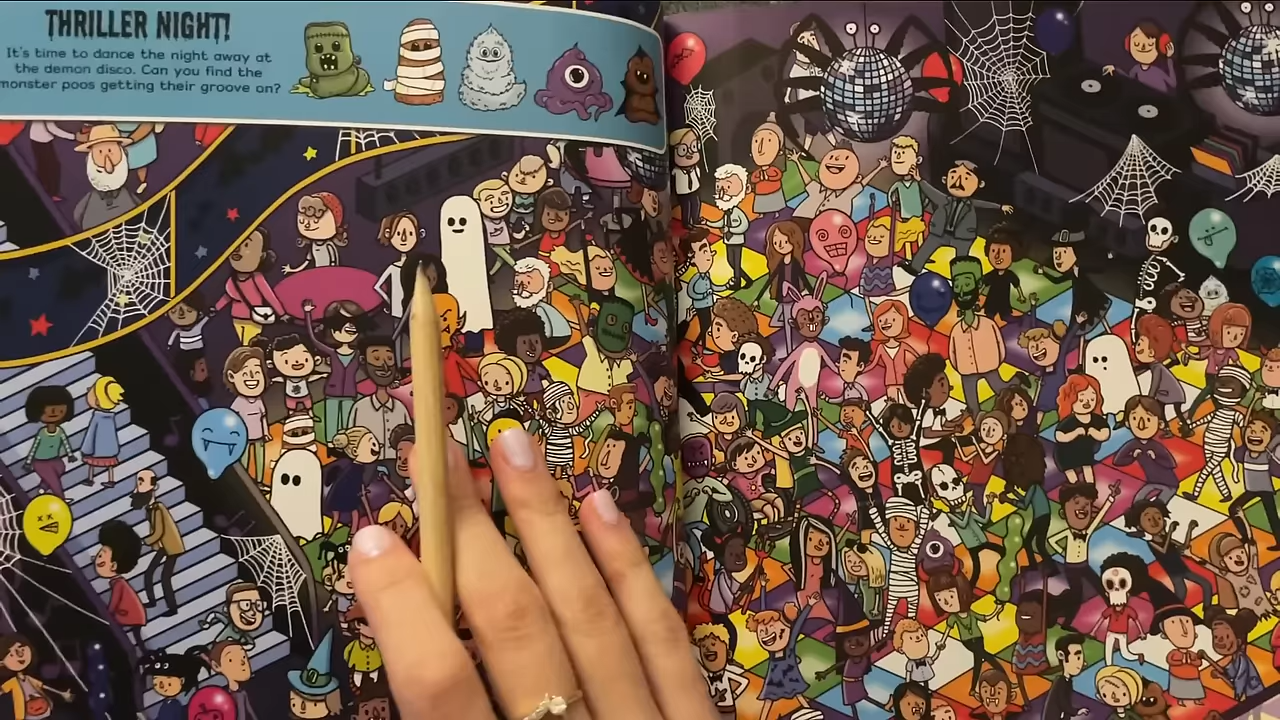 THRILLER NIGHT!
It's time to dance the night away at
the demon disco. Can you find the
monster poos getting their groove on?